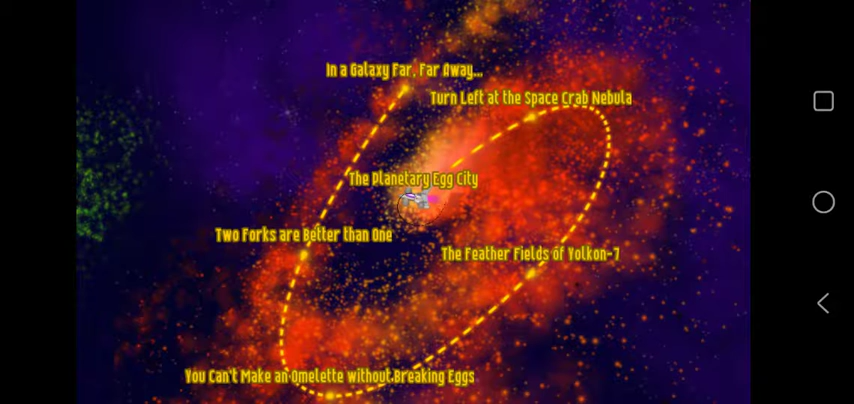 In a Galaxy Far, Far Away...
Turn Left at the Space Crab Nebula
The Planetary Egg City
Two Forks are Better than One
The Feather Fields of Yolkon-7
You Can't Make an Omelette without Breaking Eggs